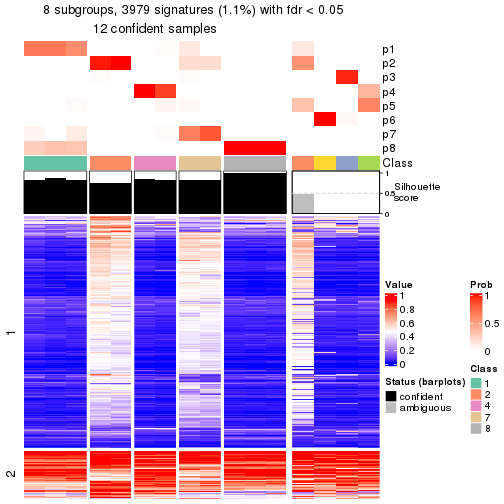 8 subgroups, 3979 signatures (1.1%) with fdr < 0.05
12 confident samples
p1
p2
p3
p4
p5
p6
p7
p8
Class
1
0.5
0
Silhouette
score
1
2
Value
1
0.8
0.6
0.4
0.2
0
Status (barplots)
confident
ambiguous
Prob
1
0.5
0
Class
1
2
4
7
8